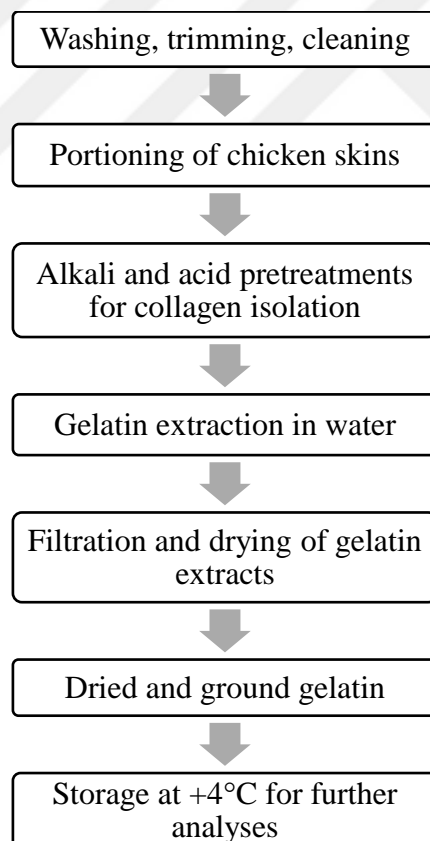 Washing, trimming, cleaning
Portioning of chicken skins
Alkali and acid pretreatments
for collagen isolation
Gelatin extraction in water
Filtration and drying of gelatin
extracts
Dried and ground gelatin
Storage at +4°C for further
analyses